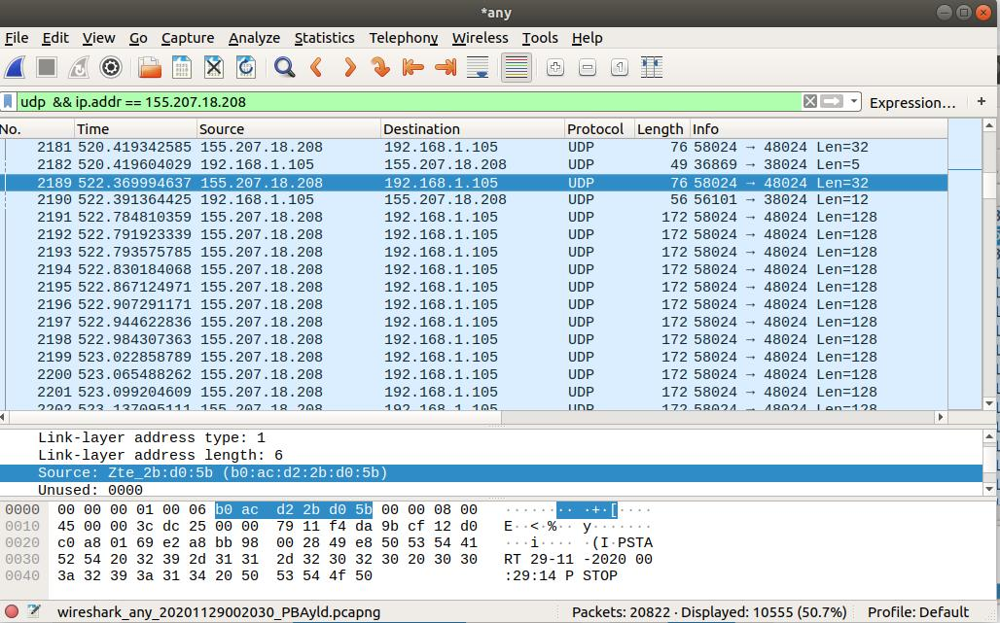 *any
File Edit View Go Capture Analyze Statistics Telephony Wireless Tools Help
udp && ip.addr == 155.207.18.208 Expression… +
No. Time Source Destination Protocol Length Info
2181 520.419342585 155.207.18.208 192.168.1.105 UDP 76 58024 → 48024 Len=32
2182 520.419604029 192.168.1.105 155.207.18.208 UDP 49 36869 → 38024 Len=5
2189 522.369994637 155.207.18.208 192.168.1.105 UDP 76 58024 → 48024 Len=32
2190 522.391364425 192.168.1.105 155.207.18.208 UDP 56 56101 → 38024 Len=12
2191 522.784810359 155.207.18.208 192.168.1.105 UDP 172 58024 → 48024 Len=128
2192 522.791923339 155.207.18.208 192.168.1.105 UDP 172 58024 → 48024 Len=128
2193 522.793575785 155.207.18.208 192.168.1.105 UDP 172 58024 → 48024 Len=128
2194 522.830184068 155.207.18.208 192.168.1.105 UDP 172 58024 → 48024 Len=128
2195 522.867124971 155.207.18.208 192.168.1.105 UDP 172 58024 → 48024 Len=128
2196 522.907291171 155.207.18.208 192.168.1.105 UDP 172 58024 → 48024 Len=128
2197 522.944622836 155.207.18.208 192.168.1.105 UDP 172 58024 → 48024 Len=128
2198 522.984307363 155.207.18.208 192.168.1.105 UDP 172 58024 → 48024 Len=128
2199 523.022858789 155.207.18.208 192.168.1.105 UDP 172 58024 → 48024 Len=128
2200 523.065488262 155.207.18.208 192.168.1.105 UDP 172 58024 → 48024 Len=128
2201 523.099204609 155.207.18.208 192.168.1.105 UDP 172 58024 → 48024 Len=128
2202 523.137095111 155.207.18.208 192.168.1.105 UDP 172 58024 → 48024 Len=128
Link-layer address type: 1
Link-layer address length: 6
Source: Zte_2b:d0:5b (b0:ac:d2:2b:d0:5b)
Unused: 0000
0000 00 00 00 01 00 06 b0 ac d2 2b d0 5b 00 00 08 00 ········ ·+·[····
0010 45 00 00 3c dc 25 00 00 79 11 f4 da 9b cf 12 d0 E··<·%·· y·······
0020 c0 a8 01 69 e2 a8 bb 98 00 28 49 e8 50 53 54 41 ···i···· ·(I·PSTA
0030 52 54 20 32 39 2d 31 31 2d 32 30 32 30 20 30 30 RT 29-11 -2020 00
0040 3a 32 39 3a 31 34 20 50 53 54 4f 50 :29:14 P STOP
wireshark_any_20201129002030_PBAyld.pcapng Packets: 20822 · Displayed: 10555 (50.7%) Profile: Default